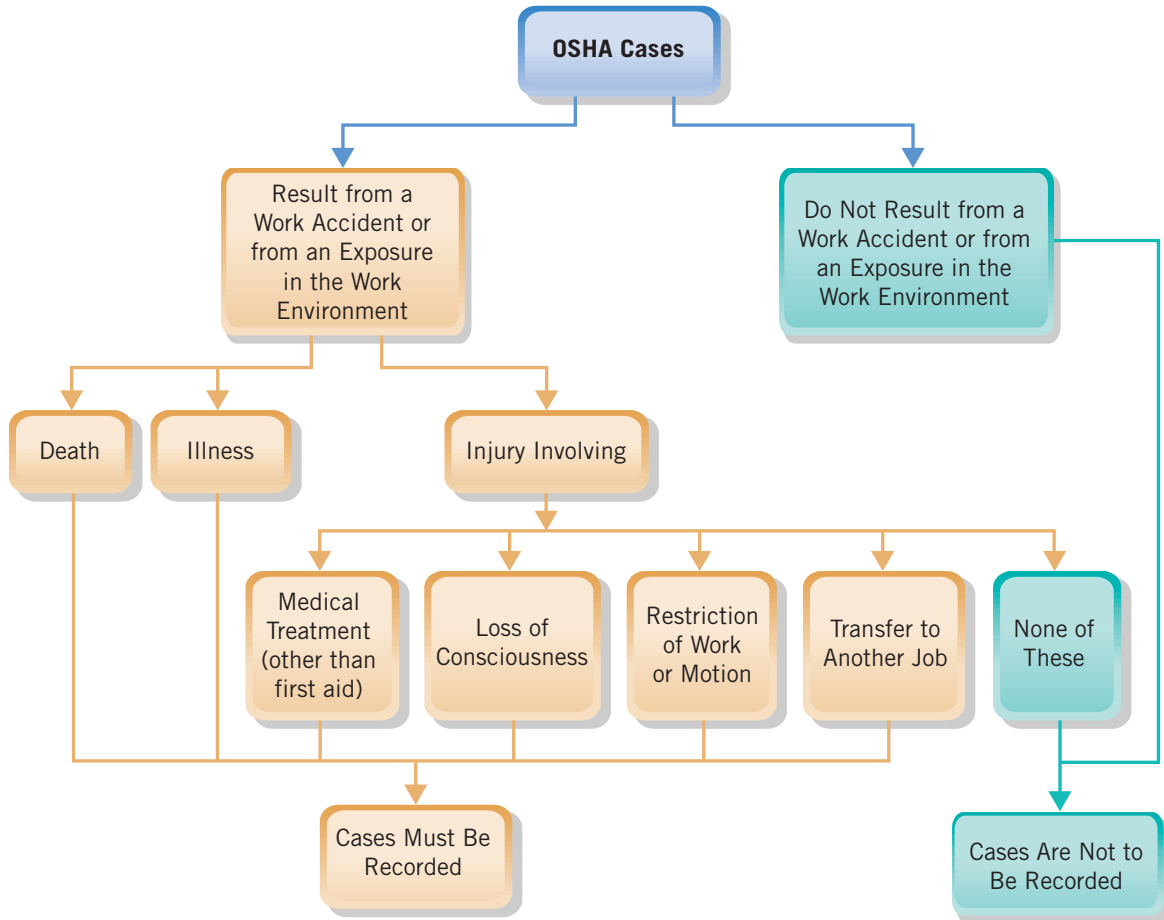 OSHA Cases
Result from a
Work Accident or
from an Exposure
in the Work
Environment
Do Not Result from a
Work Accident or from
an Exposure in the
Work Environment
Death
Illness
Injury Involving
Medical
Treatment
(other than
first aid)
Loss of
Consciousness
Restriction
of Work
or Motion
Transfer to
Another Job
None of
These
Cases Must Be
Recorded
Cases Are Not to
Be Recorded